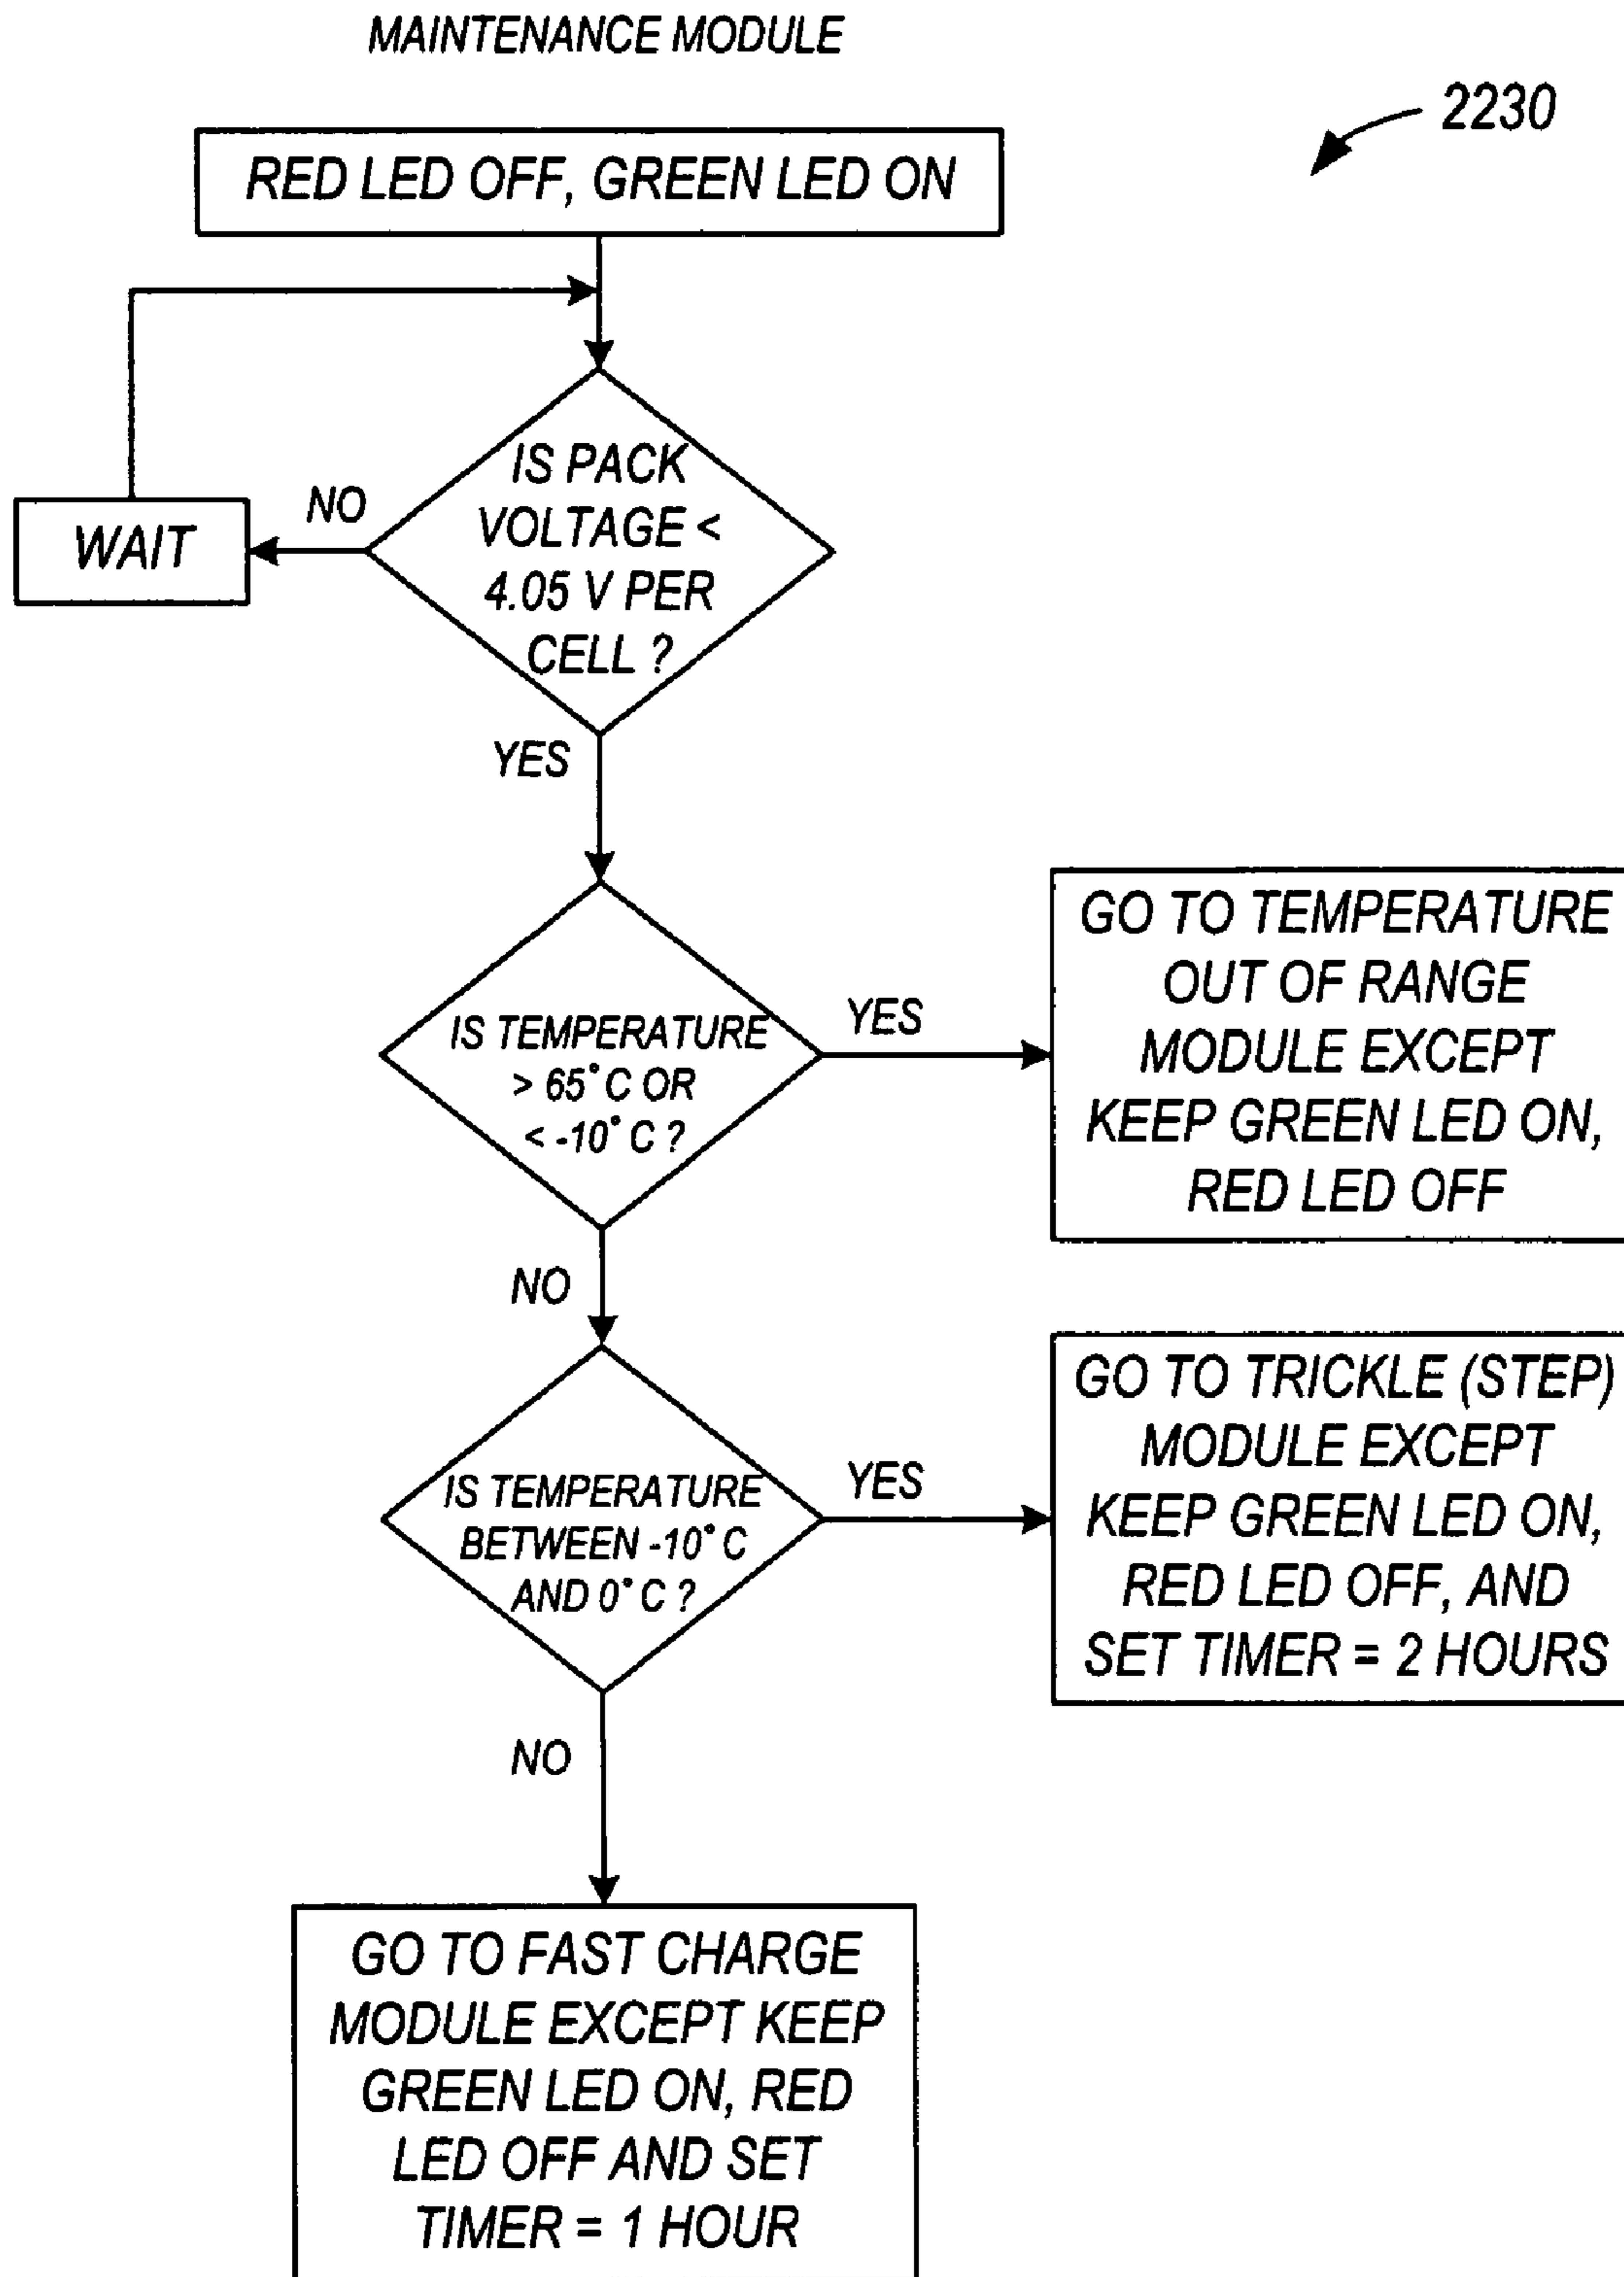 MAINTENANCE MODULE
2230
RED LED OFF, GREEN LED ON
IS PACK
VOLTAGE <
4.05 V PER
CELL ?
NO
WAIT
YES
IS TEMPERATURE
> 65° C OR
< -10° C ?
YES
GO TO TEMPERATURE
OUT OF RANGE
MODULE EXCEPT
KEEP GREEN LED ON,
RED LED OFF
NO
IS TEMPERATURE
BETWEEN -10° C
AND 0° C ?
YES
GO TO TRICKLE (STEP)
MODULE EXCEPT
KEEP GREEN LED ON,
RED LED OFF, AND
SET TIMER = 2 HOURS
NO
GO TO FAST CHARGE
MODULE EXCEPT KEEP
GREEN LED ON, RED
LED OFF AND SET
TIMER = 1 HOUR